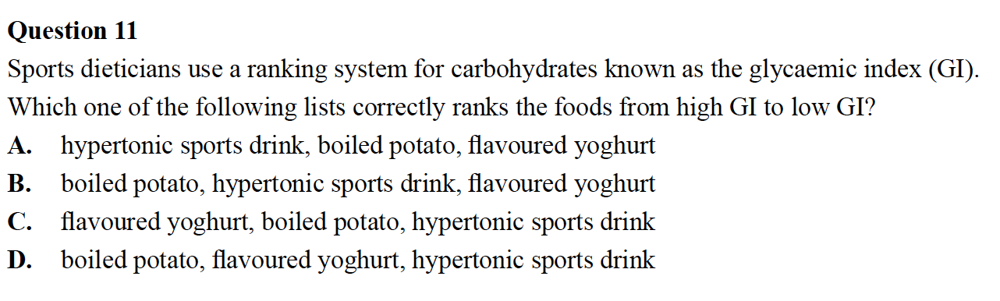 Question 11
Sports dieticians use a ranking system for carbohydrates known as the glycaemic index (GI).
Which one of the following lists correctly ranks the foods from high GI to low GI?
A. hypertonic sports drink, boiled potato, flavoured yoghurt
B. boiled potato, hypertonic sports drink, flavoured yoghurt
C. flavoured yoghurt, boiled potato, hypertonic sports drink
D. boiled potato, flavoured yoghurt, hypertonic sports drink